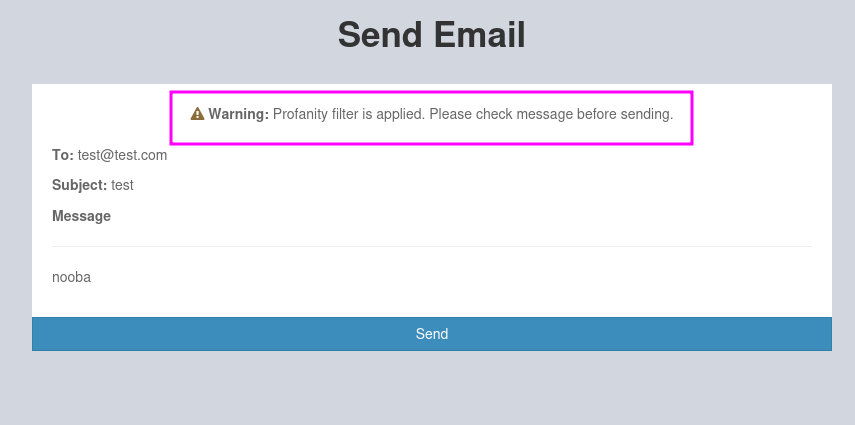 Send Email
Warning: Profanity filter is applied. Please check message before sending.
To: test@test.com
Subject: test
Message
nooba
Send